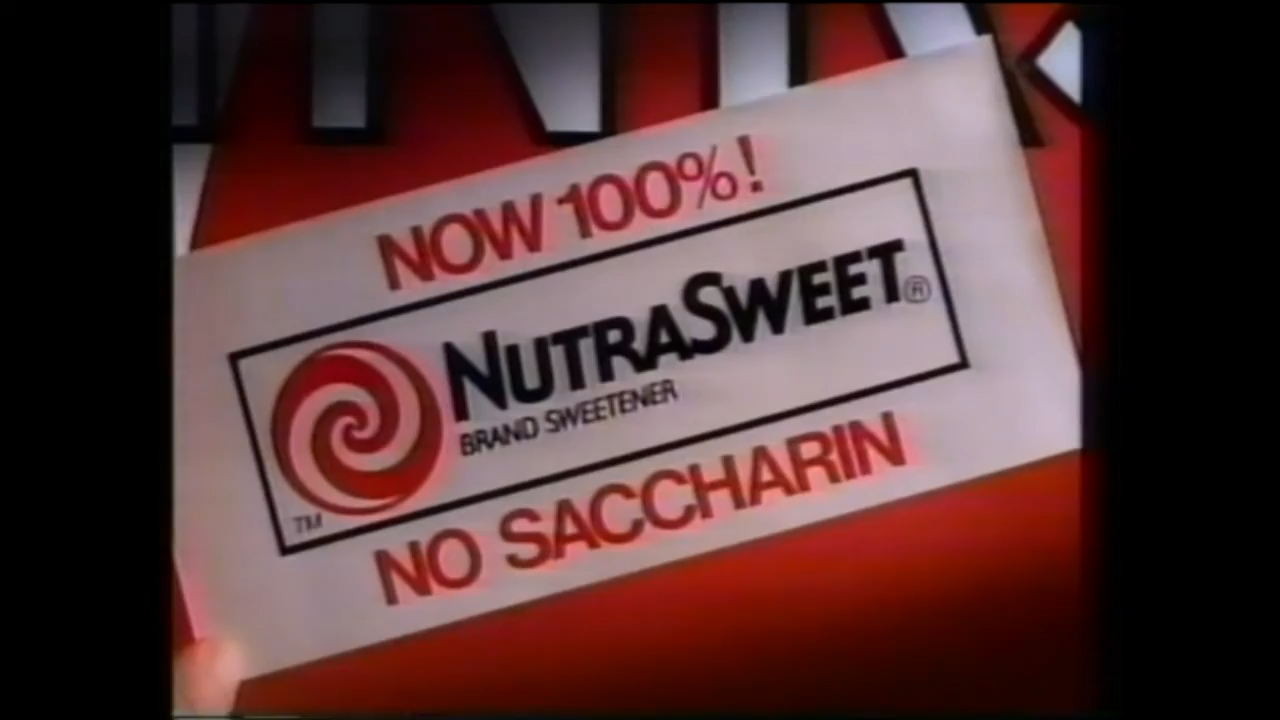 NOW 100%!
NUTRASWEET®
BRAND SWEETENER
TM
NO SACCHARIN